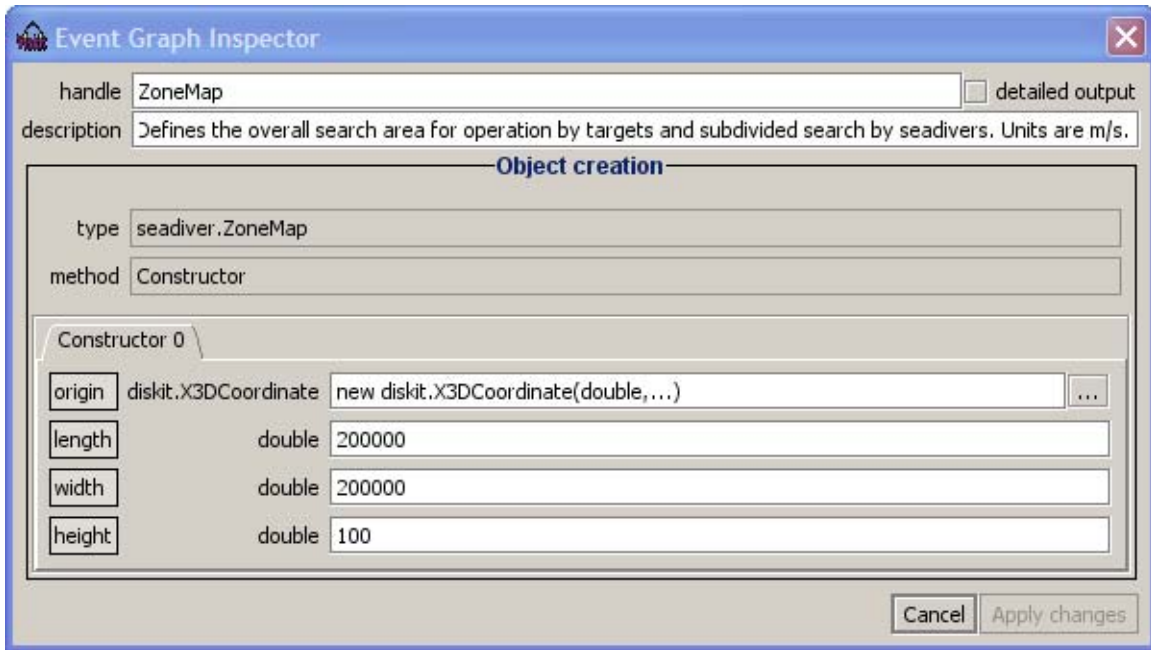 Event Graph Inspector
handle ZoneMap detailed output
description Defines the overall search area for operation by targets and subdivided search by seadivers. Units are m/s.
Object creation
type seadiver.ZoneMap
method Constructor
Constructor 0
origin diskit.X3DCoordinate new diskit.X3DCoordinate(double,...) ...
length double 200000
width double 200000
height double 100
Cancel Apply changes